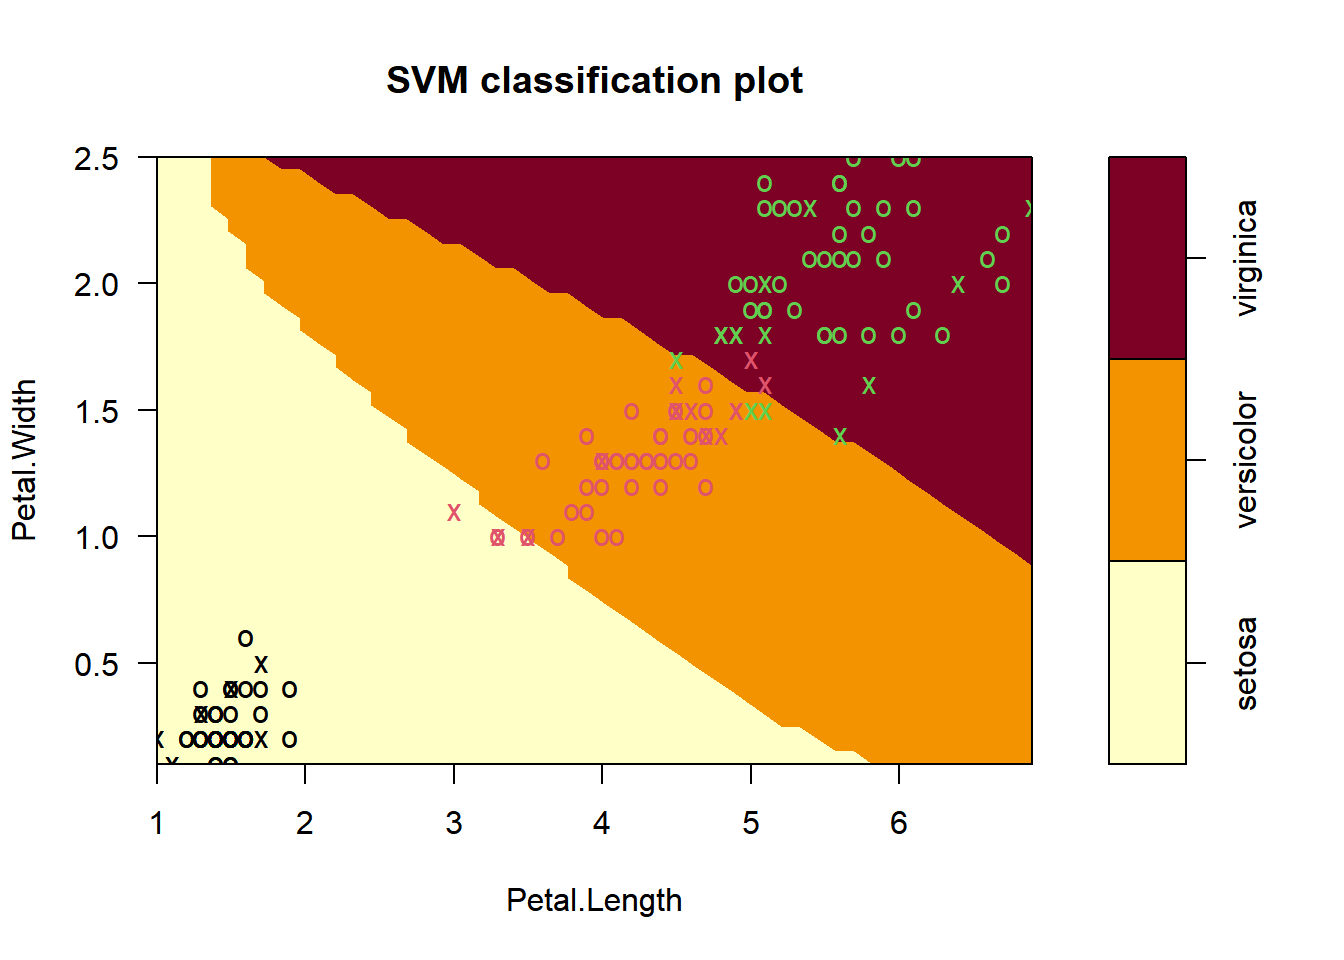 SVM classification plot
2.5
2.0
1.5
1.0
0.5
Petal.Width
1 2 3 4 5 6
Petal.Length
virginica
versicolor
setosa